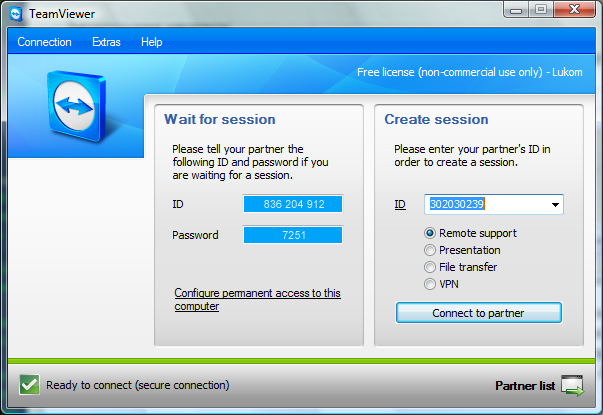 TeamViewer
Connection Extras Help
Free license (non-commercial use only) - Lukom
Wait for session
Please tell your partner the
following ID and password if you
are waiting for a session.
ID 836 204 912
Password 7251
Configure permanent access to this
computer
Create session
Please enter your partner's ID in
order to create a session.
ID 302030239
Remote support
Presentation
File transfer
VPN
Connect to partner
Ready to connect (secure connection)
Partner list